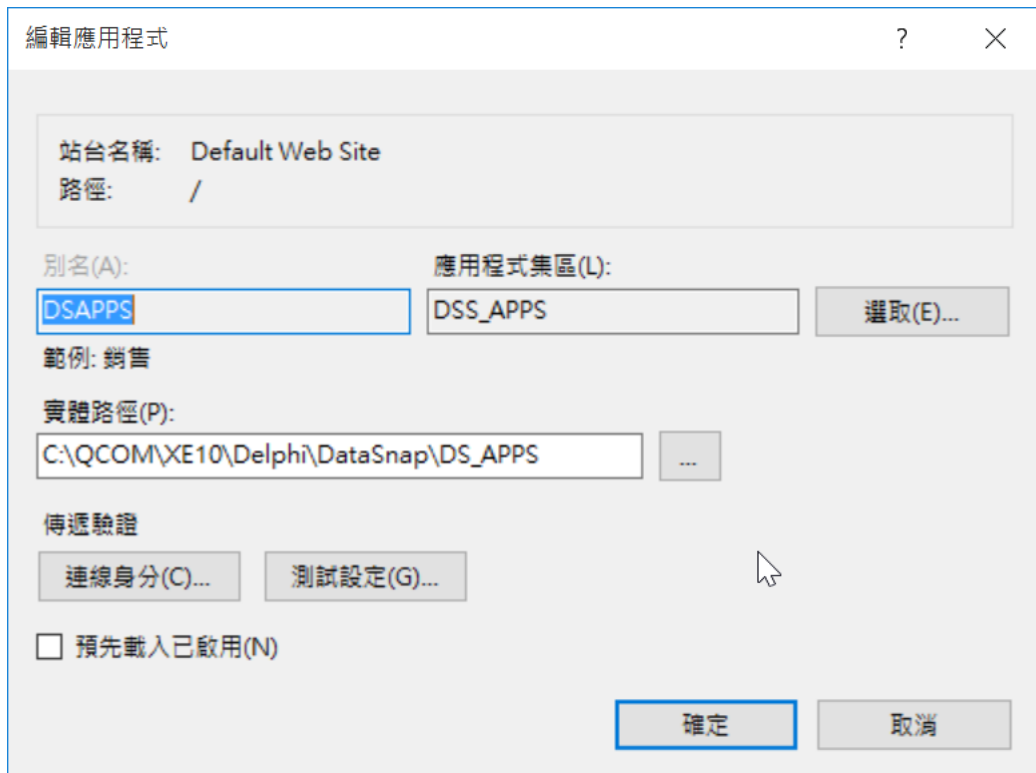 編輯應用程式
?
站台名稱: Default Web Site
路徑: /
別名(A):
應用程式集區(L):
DSAPPS
DSS_APPS
選取(E)...
範例: 銷售
實體路徑(P):
C:\QCOM\XE10\Delphi\DataSnap\DS_APPS
...
傳遞驗證
連線身分(C)...
測試設定(G)...
預先載入已啟用(N)
確定
取消